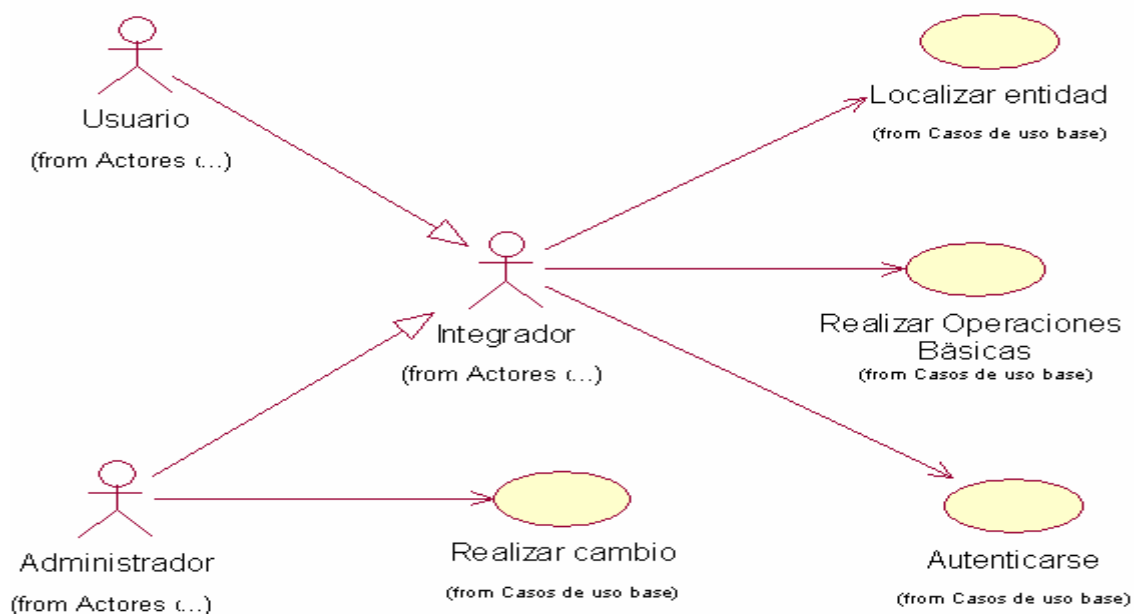 Usuario
(from Actores (...)
Localizar entidad
(from Casos de uso base)
Integrador
(from Actores (...)
Realizar Operaciones
Bäsicas
(from Casos de uso base)
Administrador
(from Actores (...)
Realizar cambio
(from Casos de uso base)
Autenticarse
(from Casos de uso base)